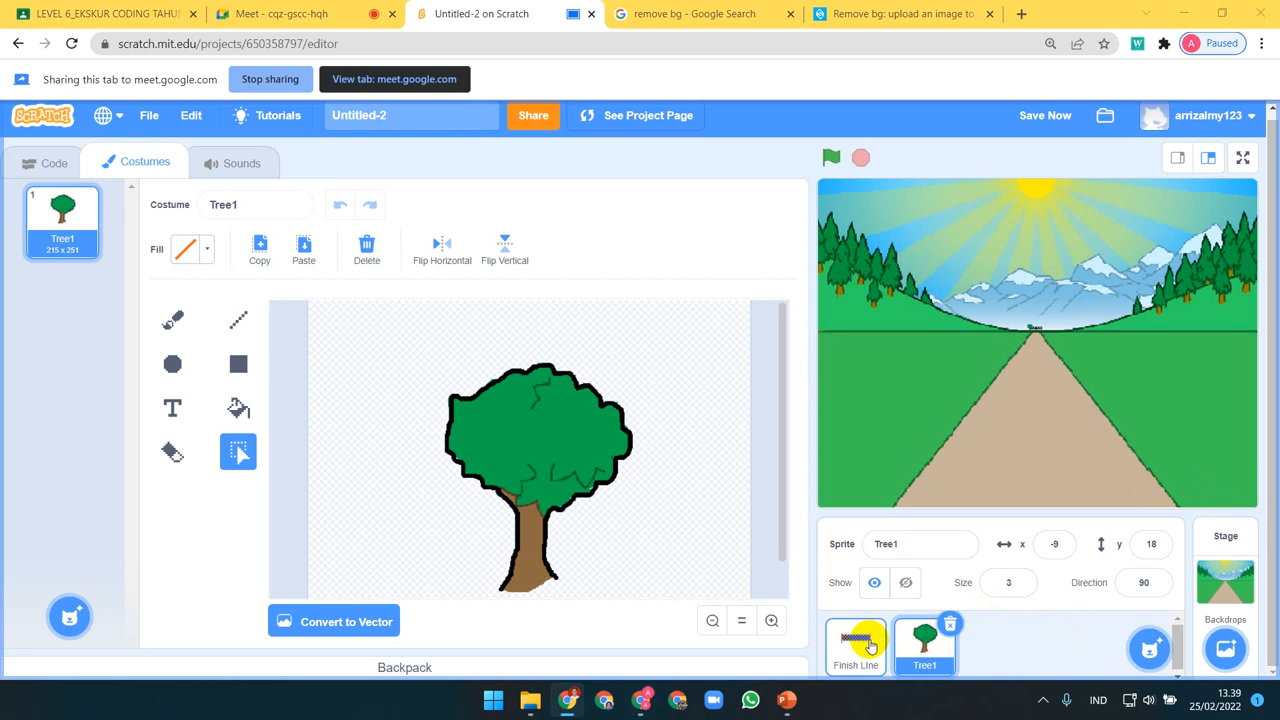 LEVEL 6_EKSKUR CODING TAHUN
Meet - cqz-gscc-hqh
Untitled-2 on Scratch
remove bg - Google Search
Remove bg: upload an image to
scratch.mit.edu/projects/650358797/editor
W
A Paused
Sharing this tab to meet.google.com
Stop sharing
View tab: meet.google.com
SCRATCH
File
Edit
Tutorials
Untitled-2
Share
See Project Page
Save Now
arrizalmy123
Code
Costumes
Sounds
1
Tree1
215 x 251
Costume
Tree1
Fill
Copy
Paste
Delete
Flip Horizontal
Flip Vertical
T
Convert to Vector
Backpack
Sprite
Tree1
x
-9
y
18
Show
Size
3
Direction
90
Finish LIne
Tree1
Stage
Backdrops
IND
13.39
25/02/2022
1